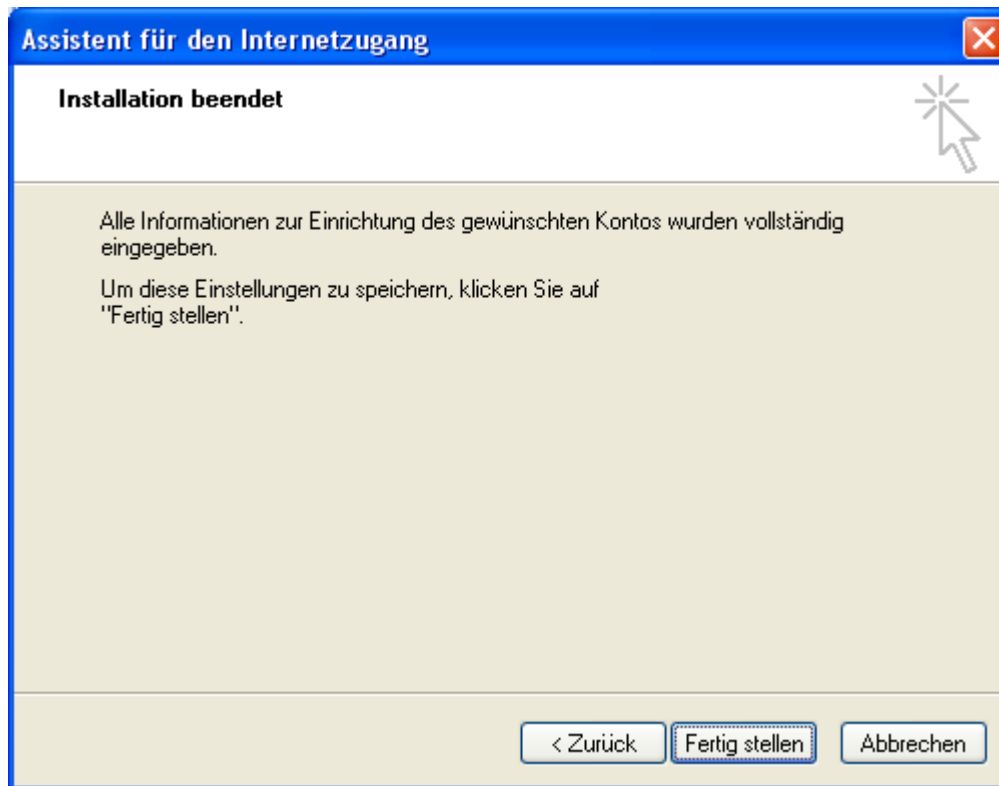 Assistent für den Internetzugang
Installation beendet
Alle Informationen zur Einrichtung des gewünschten Kontos wurden vollständig
eingegeben.
Um diese Einstellungen zu speichern, klicken Sie auf
"Fertig stellen".
< Zurück
Fertig stellen
Abbrechen